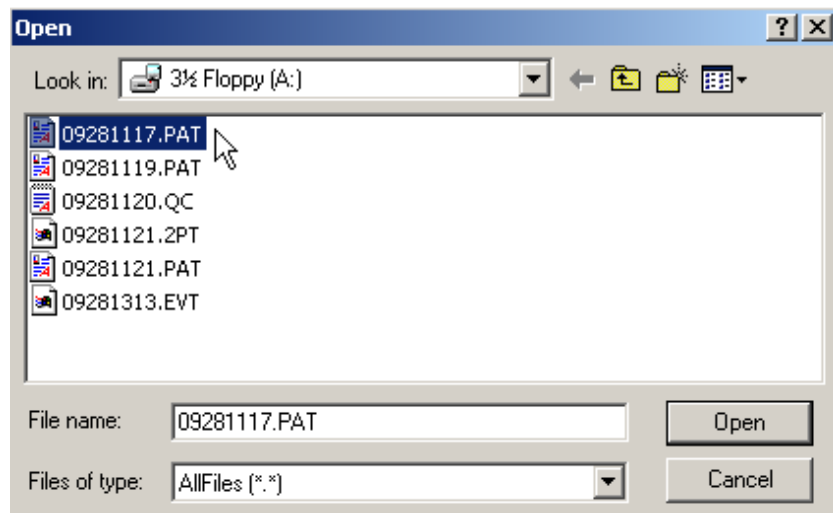 Open
Look in: 3½ Floppy (A:)
09281117.PAT
09281119.PAT
09281120.QC
09281121.2PT
09281121.PAT
09281313.EVT
File name: 09281117.PAT Open
Files of type: AllFiles (*.*) Cancel